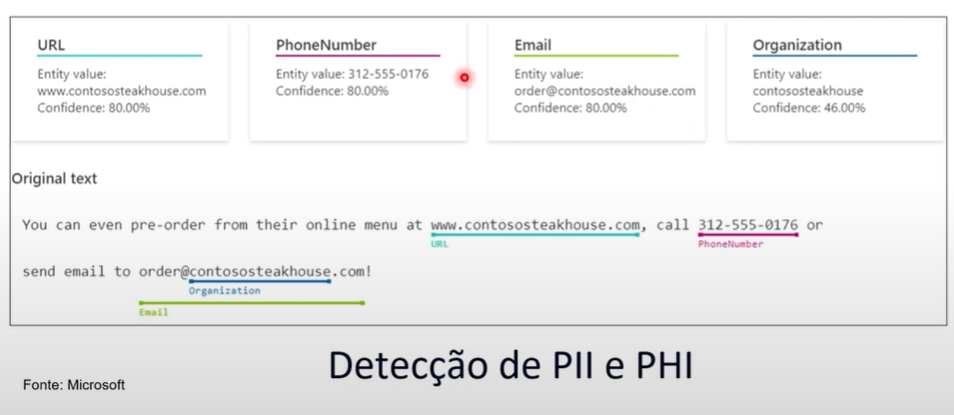 URL
Entity value:
www.contososteakhouse.com
Confidence: 80.00%
PhoneNumber
Entity value: 312-555-0176
Confidence: 80.00%
Email
Entity value:
order@contososteakhouse.com
Confidence: 80.00%
Organization
Entity value:
contososteakhouse
Confidence: 46.00%
Original text
You can even pre-order from their online menu at www.contososteakhouse.com, call 312-555-0176 or
URL
PhoneNumber
send email to order@contososteakhouse.com!
Organization
Email
Detecção de PII e PHI
Fonte: Microsoft